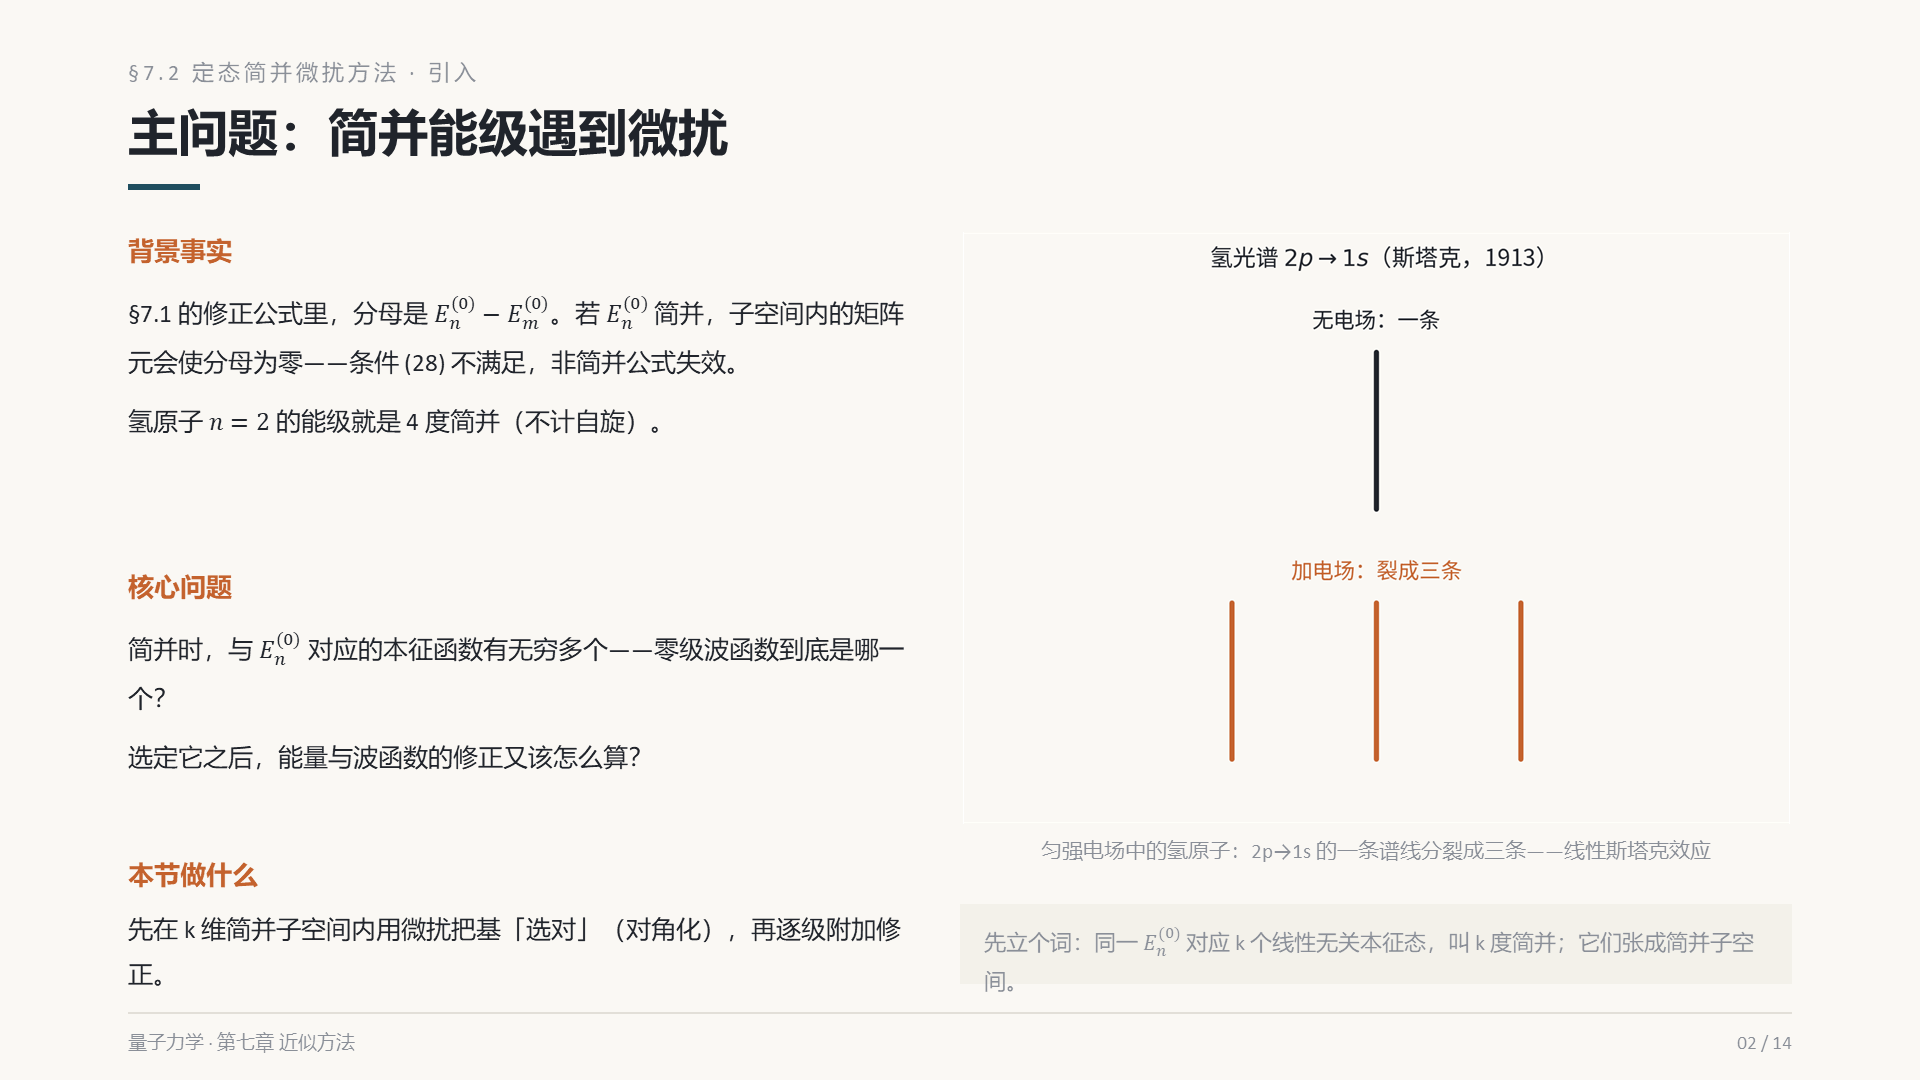 §7.2 定态简并微扰方法 · 引入
主问题：简并能级遇到微扰
背景事实
§7.1 的修正公式里，分母是 E_n^(0) − E_m^(0)。若 E_n^(0) 简并，子空间内的矩阵
元会使分母为零——条件 (28) 不满足，非简并公式失效。
氢原子 n = 2 的能级就是 4 度简并（不计自旋）。
核心问题
简并时，与 E_n^(0) 对应的本征函数有无穷多个——零级波函数到底是哪一
个？
选定它之后，能量与波函数的修正又该怎么算？
本节做什么
先在 k 维简并子空间内用微扰把基「选对」（对角化），再逐级附加修
正。
氢光谱 2p → 1s（斯塔克，1913）
无电场：一条
加电场：裂成三条
匀强电场中的氢原子：2p→1s 的一条谱线分裂成三条——线性斯塔克效应
先立个词：同一 E_n^(0) 对应 k 个线性无关本征态，叫 k 度简并；它们张成简并子空
间。
量子力学 · 第七章 近似方法
02 / 14